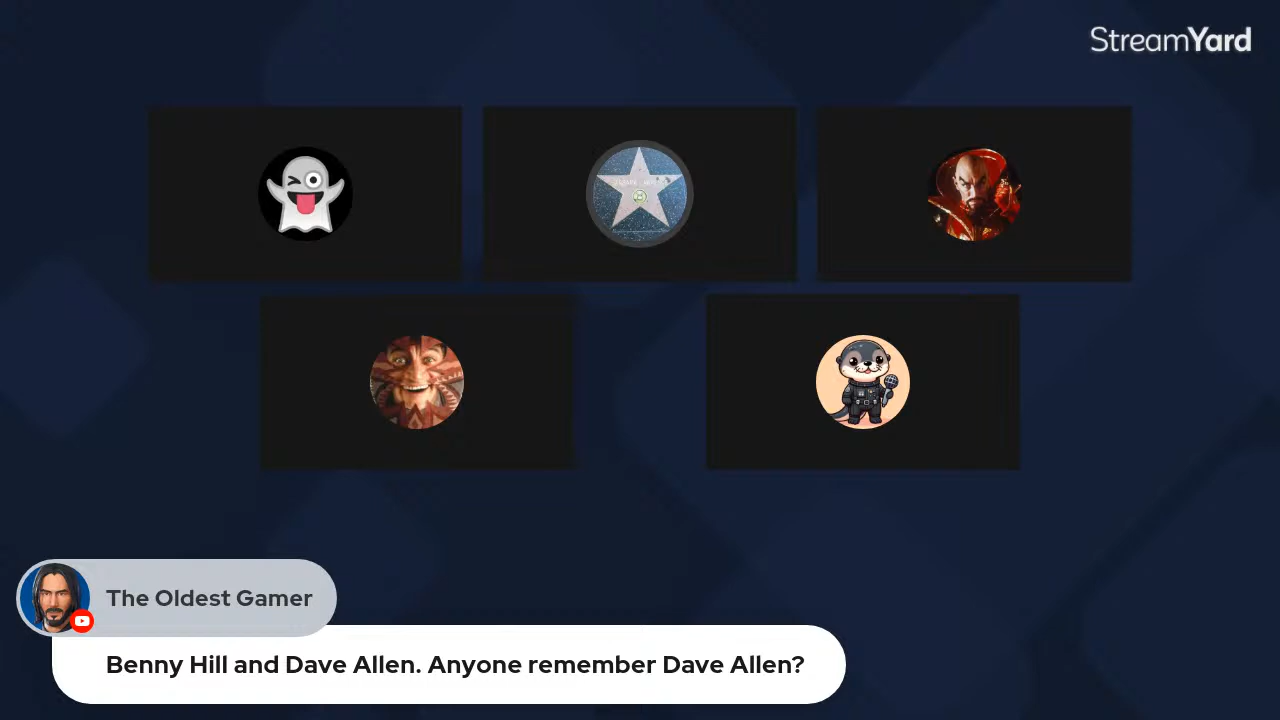 StreamYard
The Oldest Gamer
Benny Hill and Dave Allen. Anyone remember Dave Allen?